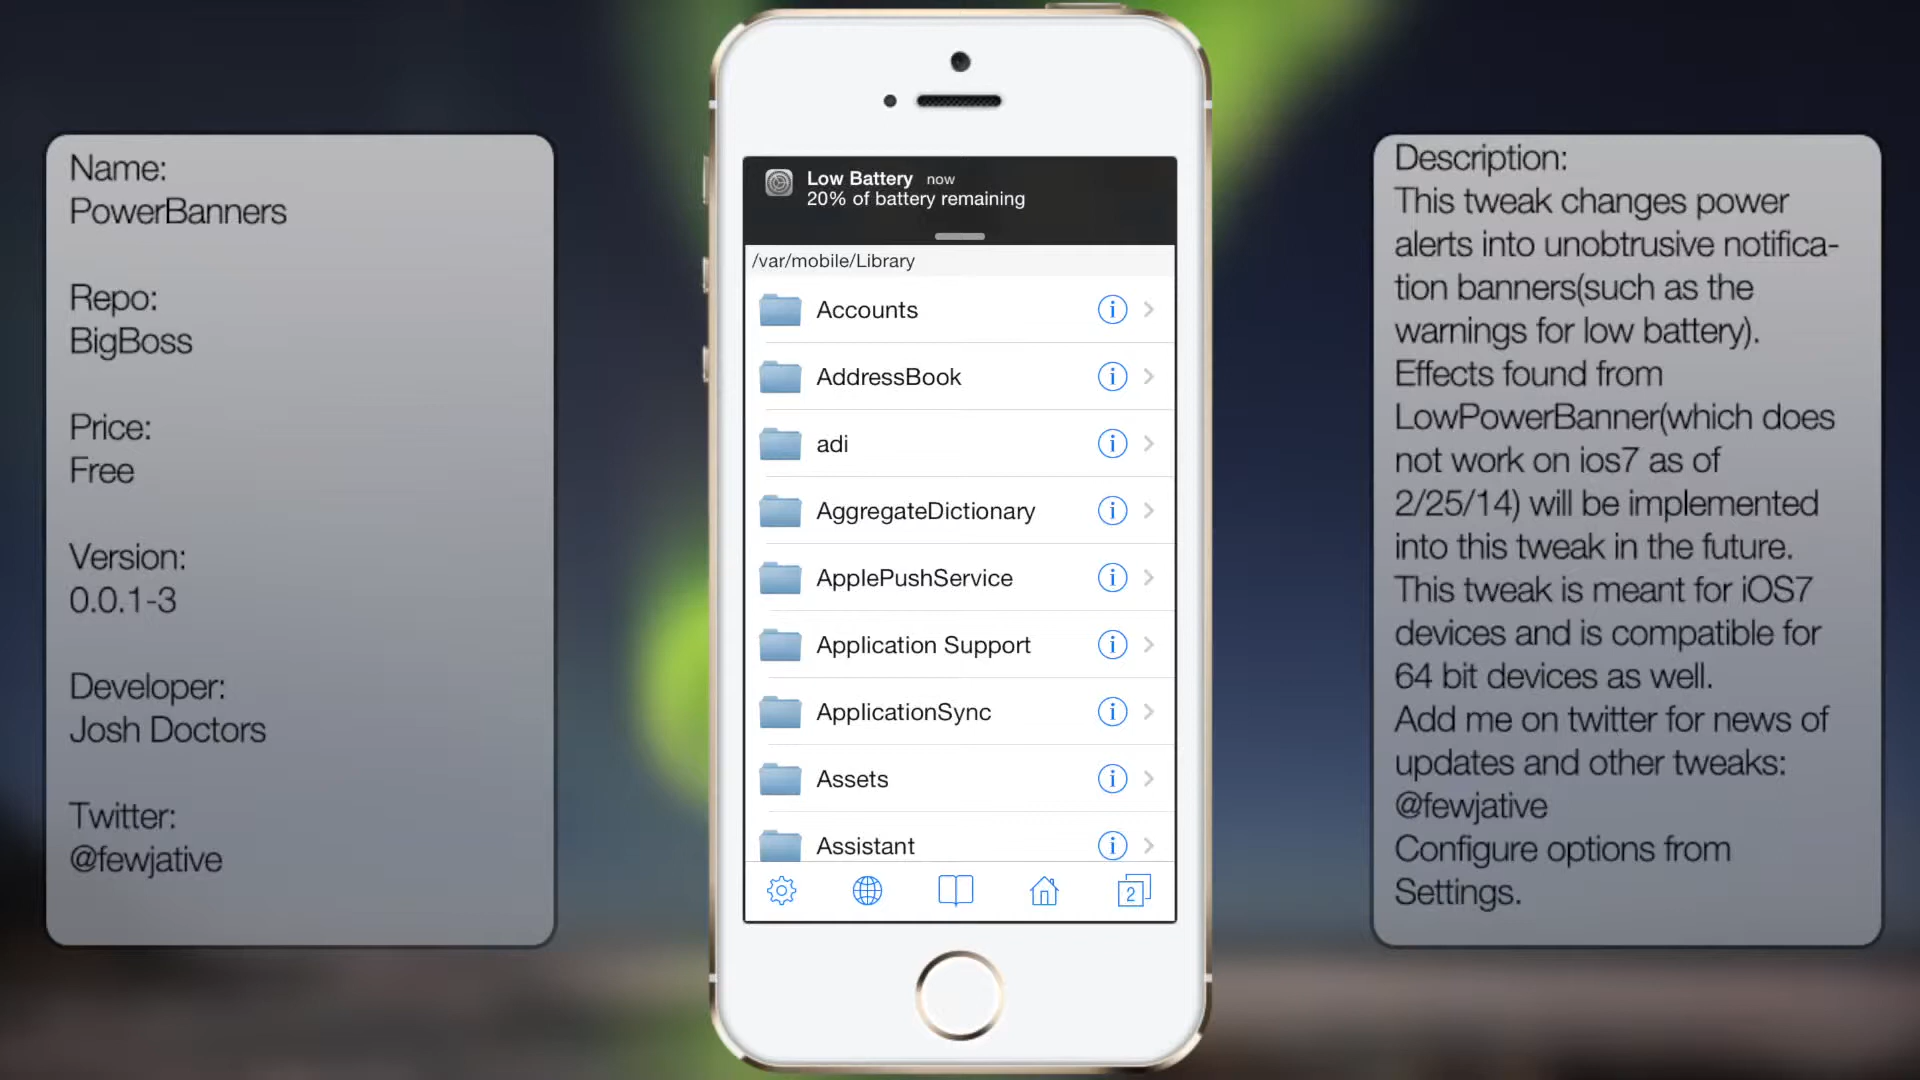 Name:
PowerBanners
Repo:
BigBoss
Price:
Free
Version:
0.0.1-3
Developer:
Josh Doctors
Twitter:
@fewjative
Low Battery now
20% of battery remaining
/var/mobile/Library
Accounts
AddressBook
adi
AggregateDictionary
ApplePushService
Application Support
ApplicationSync
Assets
Assistant
2
Description:
This tweak changes power
alerts into unobtrusive notifica-
tion banners(such as the
warnings for low battery).
Effects found from
LowPowerBanner(which does
not work on ios7 as of
2/25/14) will be implemented
into this tweak in the future.
This tweak is meant for iOS7
devices and is compatible for
64 bit devices as well.
Add me on twitter for news of
updates and other tweaks:
@fewjative
Configure options from
Settings.